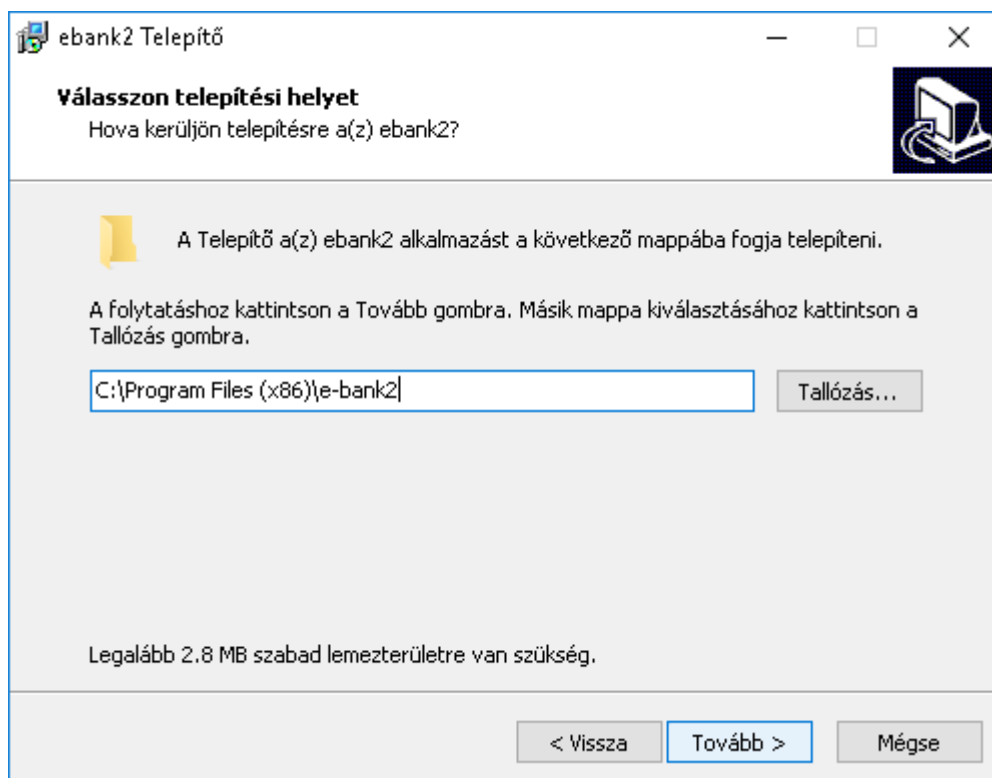 ebank2 Telepítő
Válasszon telepítési helyet
Hova kerüljön telepítésre a(z) ebank2?
A Telepítő a(z) ebank2 alkalmazást a következő mappába fogja telepíteni.
A folytatáshoz kattintson a Tovább gombra. Másik mappa kiválasztásához kattintson a
Tallózás gombra.
C:\Program Files (x86)\e-bank2
Tallózás...
Legalább 2.8 MB szabad lemezterületre van szükség.
< Vissza
Tovább >
Mégse